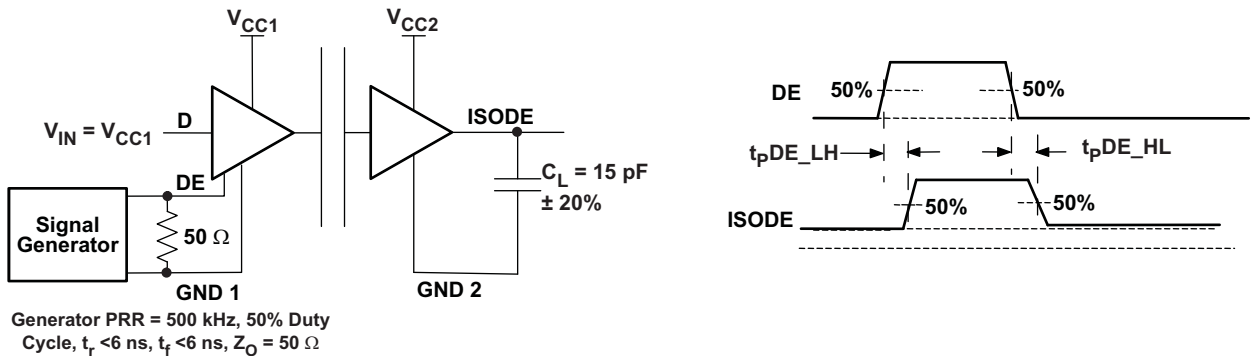 VCC1
VCC2
VIN = VCC1
D
DE
ISODE
CL = 15 pF
± 20%
Signal
Generator
50 Ω
GND 1
GND 2
Generator PRR = 500 kHz, 50% Duty
Cycle, tr <6 ns, tf <6 ns, ZO = 50 Ω
DE
50%
50%
tPDE_LH
tPDE_HL
ISODE
50%
50%